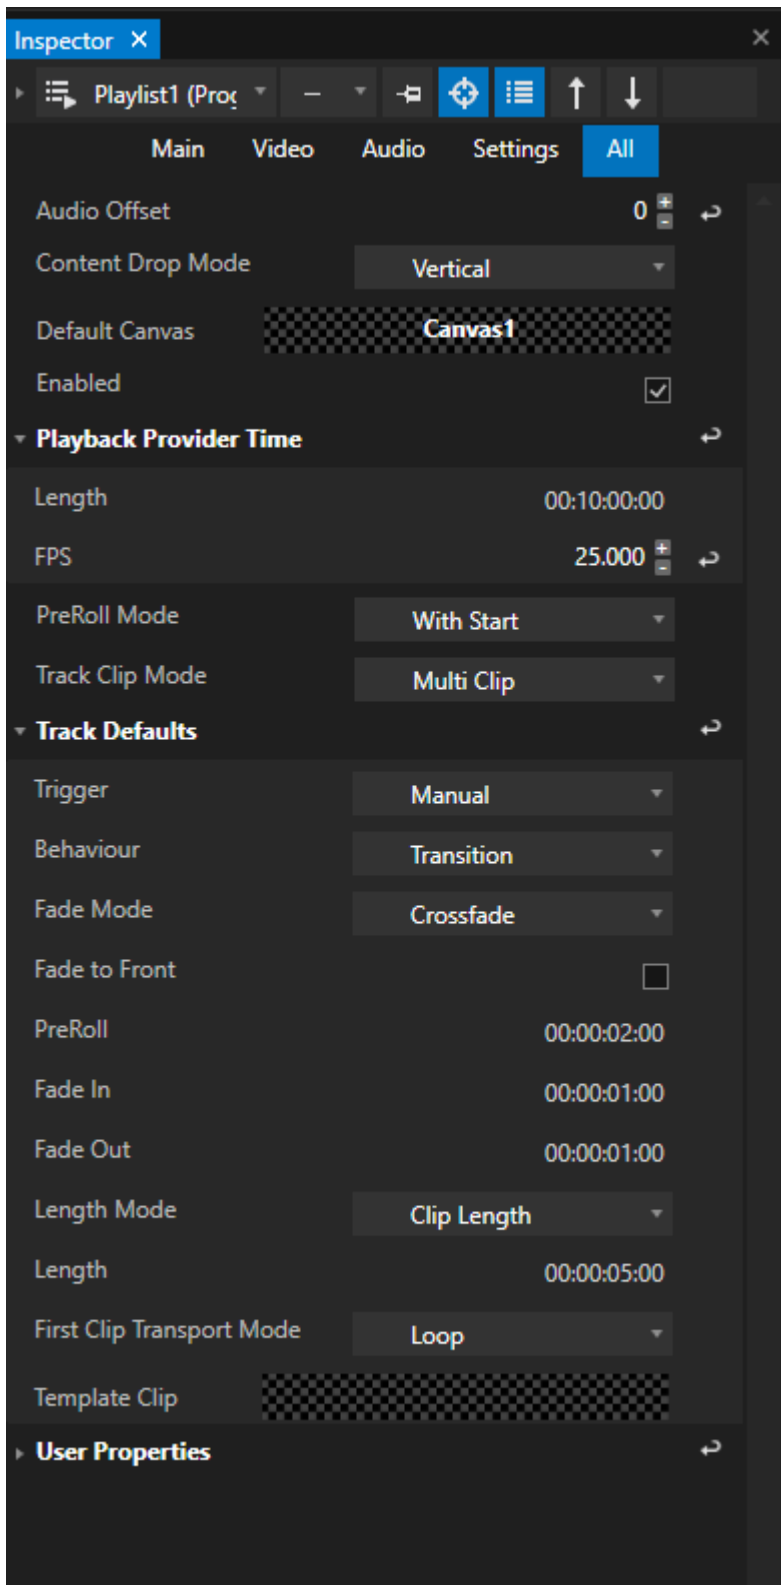 Inspector
Playlist1 (Prog
Main Video Audio Settings All
Audio Offset 0
Content Drop Mode Vertical
Default Canvas Canvas1
Enabled
Playback Provider Time
Length 00:10:00:00
FPS 25.000
PreRoll Mode With Start
Track Clip Mode Multi Clip
Track Defaults
Trigger Manual
Behaviour Transition
Fade Mode Crossfade
Fade to Front
PreRoll 00:00:02:00
Fade In 00:00:01:00
Fade Out 00:00:01:00
Length Mode Clip Length
Length 00:00:05:00
First Clip Transport Mode Loop
Template Clip
User Properties